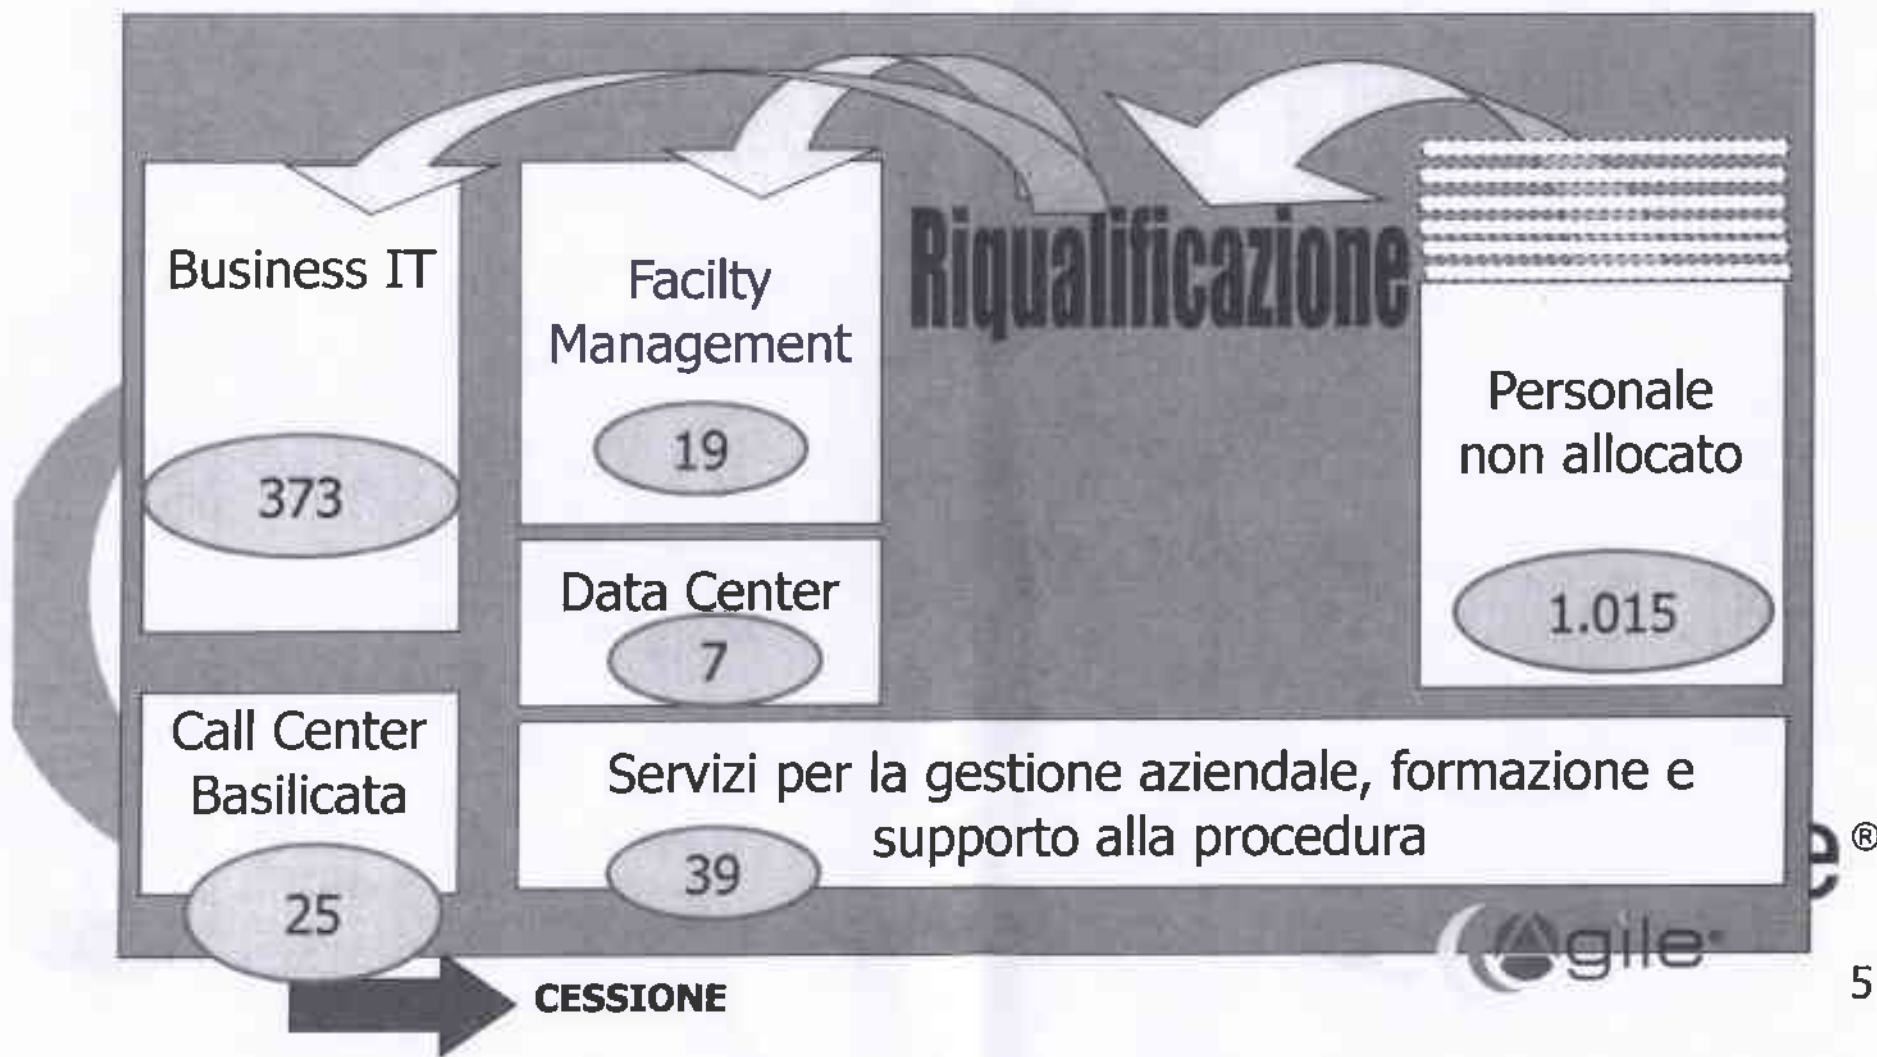 Business IT
373
Facilty
Management
19
Riqualificazione
Personale
non allocato
1.015
Data Center
7
Call Center
Basilicata
25
Servizi per la gestione aziendale, formazione e
supporto alla procedura
39
e®
Agile
CESSIONE
5